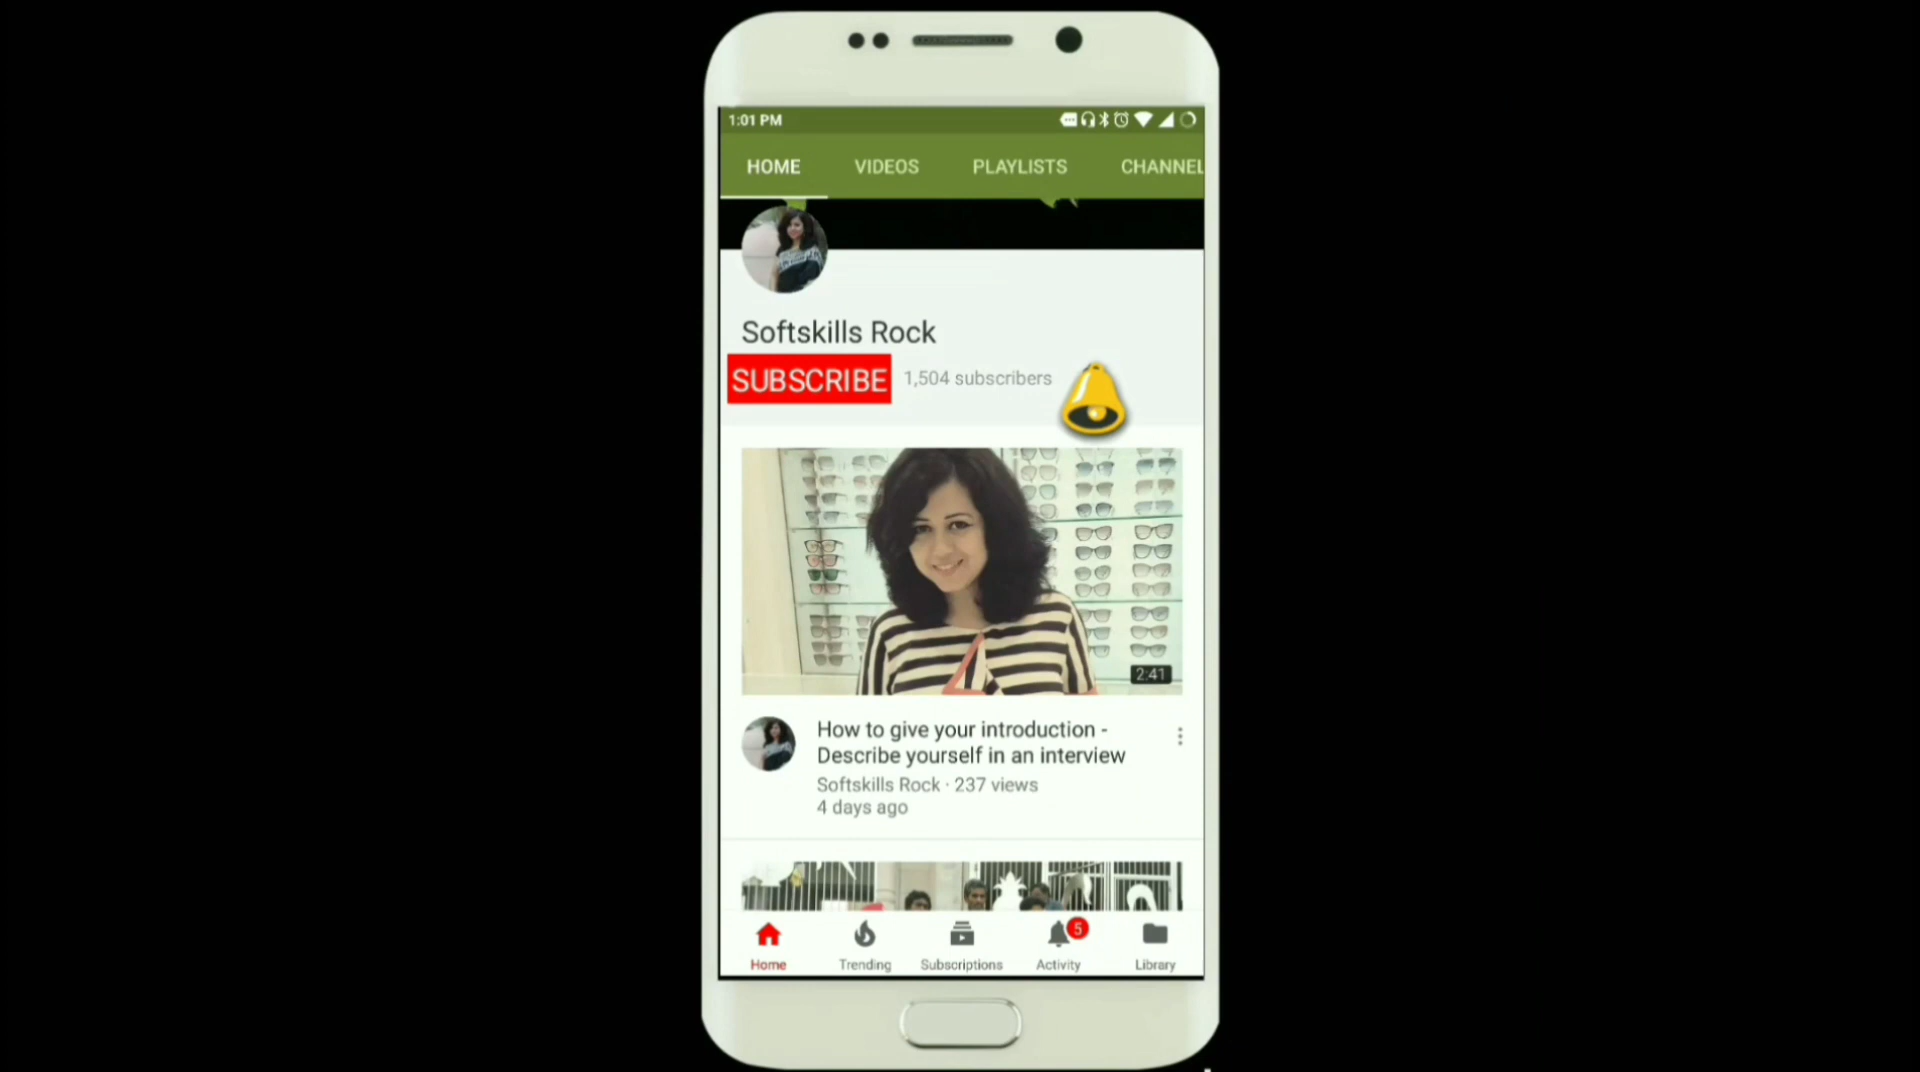 1:01 PM
HOME VIDEOS PLAYLISTS CHANNEL
Softskills Rock
SUBSCRIBE 1,504 subscribers
2:41
How to give your introduction -
Describe yourself in an interview
Softskills Rock · 237 views
4 days ago
5
Home Trending Subscriptions Activity Library